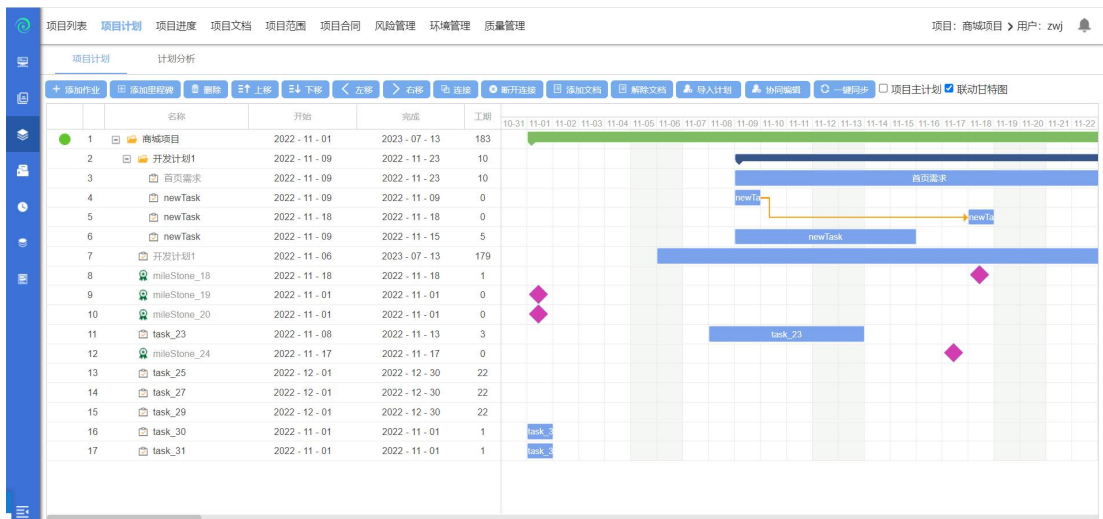 项目列表 项目计划 项目进度 项目文档 项目范围 项目合同 风险管理 环境管理 质量管理 项目：商城项目 用户：zwj
项目计划 计划分析
添加作业 添加里程碑 删除 上移 下移 左移 右移 连接 断开连接 添加文档 解除文档 导入计划 协同编辑 一键同步 项目主计划 联动甘特图
名称 开始 完成 工期
10-31 11-01 11-02 11-03 11-04 11-05 11-06 11-07 11-08 11-09 11-10 11-11 11-12 11-13 11-14 11-15 11-16 11-17 11-18 11-19 11-20 11-21 11-22
1 商城项目 2022 - 11 - 01 2023 - 07 - 13 183
2 开发计划1 2022 - 11 - 09 2022 - 11 - 23 10
3 首页需求 2022 - 11 - 09 2022 - 11 - 23 10 首页需求
4 newTask 2022 - 11 - 09 2022 - 11 - 09 0 newTa
5 newTask 2022 - 11 - 18 2022 - 11 - 18 0 newTa
6 newTask 2022 - 11 - 09 2022 - 11 - 15 5 newTask
7 开发计划1 2022 - 11 - 06 2023 - 07 - 13 179
8 mileStone_18 2022 - 11 - 18 2022 - 11 - 18 1
9 mileStone_19 2022 - 11 - 01 2022 - 11 - 01 0
10 mileStone_20 2022 - 11 - 01 2022 - 11 - 01 0
11 task_23 2022 - 11 - 08 2022 - 11 - 13 3 task_23
12 mileStone_24 2022 - 11 - 17 2022 - 11 - 17 0
13 task_25 2022 - 12 - 01 2022 - 12 - 30 22
14 task_27 2022 - 12 - 01 2022 - 12 - 30 22
15 task_29 2022 - 12 - 01 2022 - 12 - 30 22
16 task_30 2022 - 11 - 01 2022 - 11 - 01 1 task_3
17 task_31 2022 - 11 - 01 2022 - 11 - 01 1 task_3